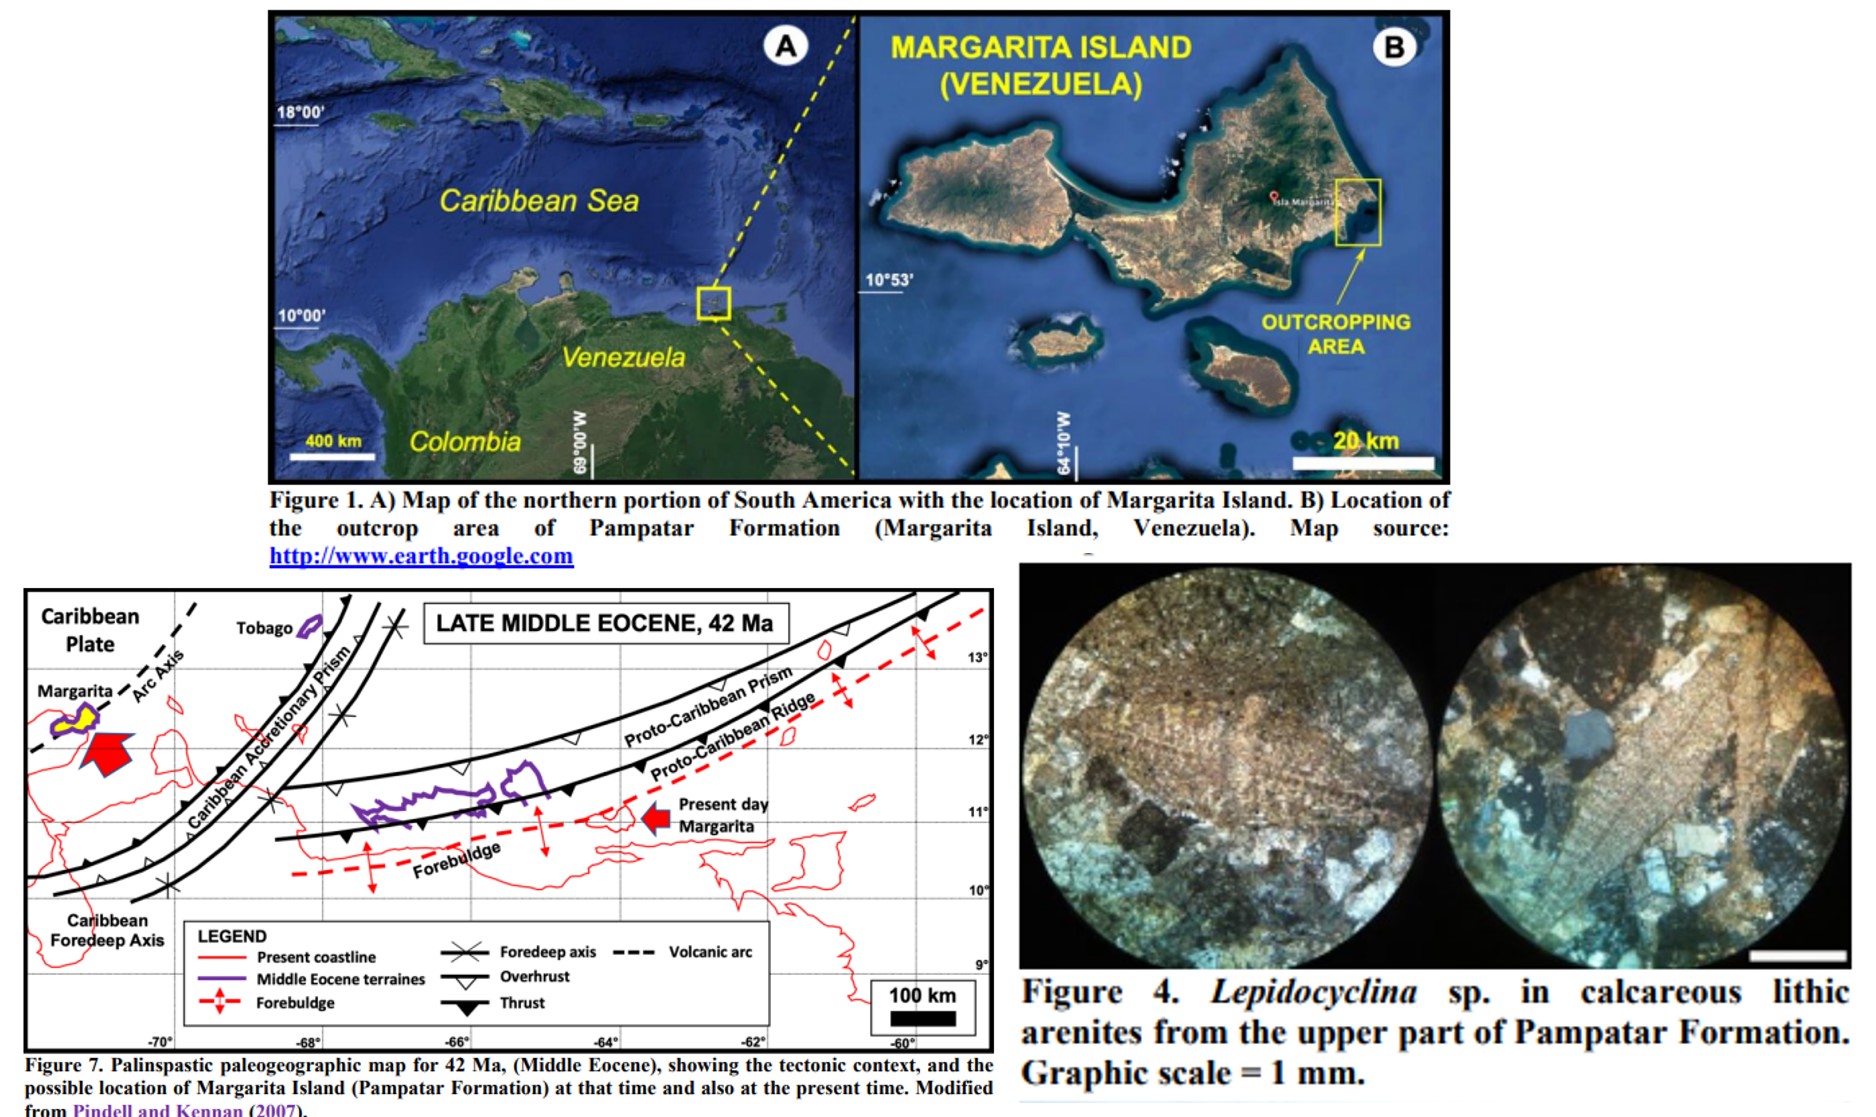 A
18°00'
Caribbean Sea
10°00'
Venezuela
400 km
Colombia
69°00'W
MARGARITA ISLAND
(VENEZUELA)
B
Isla Margarita
10°53'
OUTCROPPING
AREA
64°10'W
20 km
Figure 1. A) Map of the northern portion of South America with the location of Margarita Island. B) Location of
the outcrop area of Pampatar Formation (Margarita Island, Venezuela). Map source:
http://www.earth.google.com
Caribbean
Plate
Tobago
LATE MIDDLE EOCENE, 42 Ma
Margarita
Arc Axis
Caribbean Accretionary Prism
Proto-Caribbean Prism
Proto-Caribbean Ridge
13°
12°
11°
10°
9°
Present day
Margarita
Forebuldge
Caribbean
Foredeep Axis
LEGEND
Present coastline
Middle Eocene terraines
Forebuldge
Foredeep axis
Overhrust
Thrust
Volcanic arc
100 km
-70°
-68°
-66°
-64°
-62°
-60°
Figure 7. Palinspastic paleogeographic map for 42 Ma, (Middle Eocene), showing the tectonic context, and the
possible location of Margarita Island (Pampatar Formation) at that time and also at the present time. Modified
from Pindell and Kennan (2007).
Figure 4. Lepidocyclina sp. in calcareous lithic
arenites from the upper part of Pampatar Formation.
Graphic scale = 1 mm.